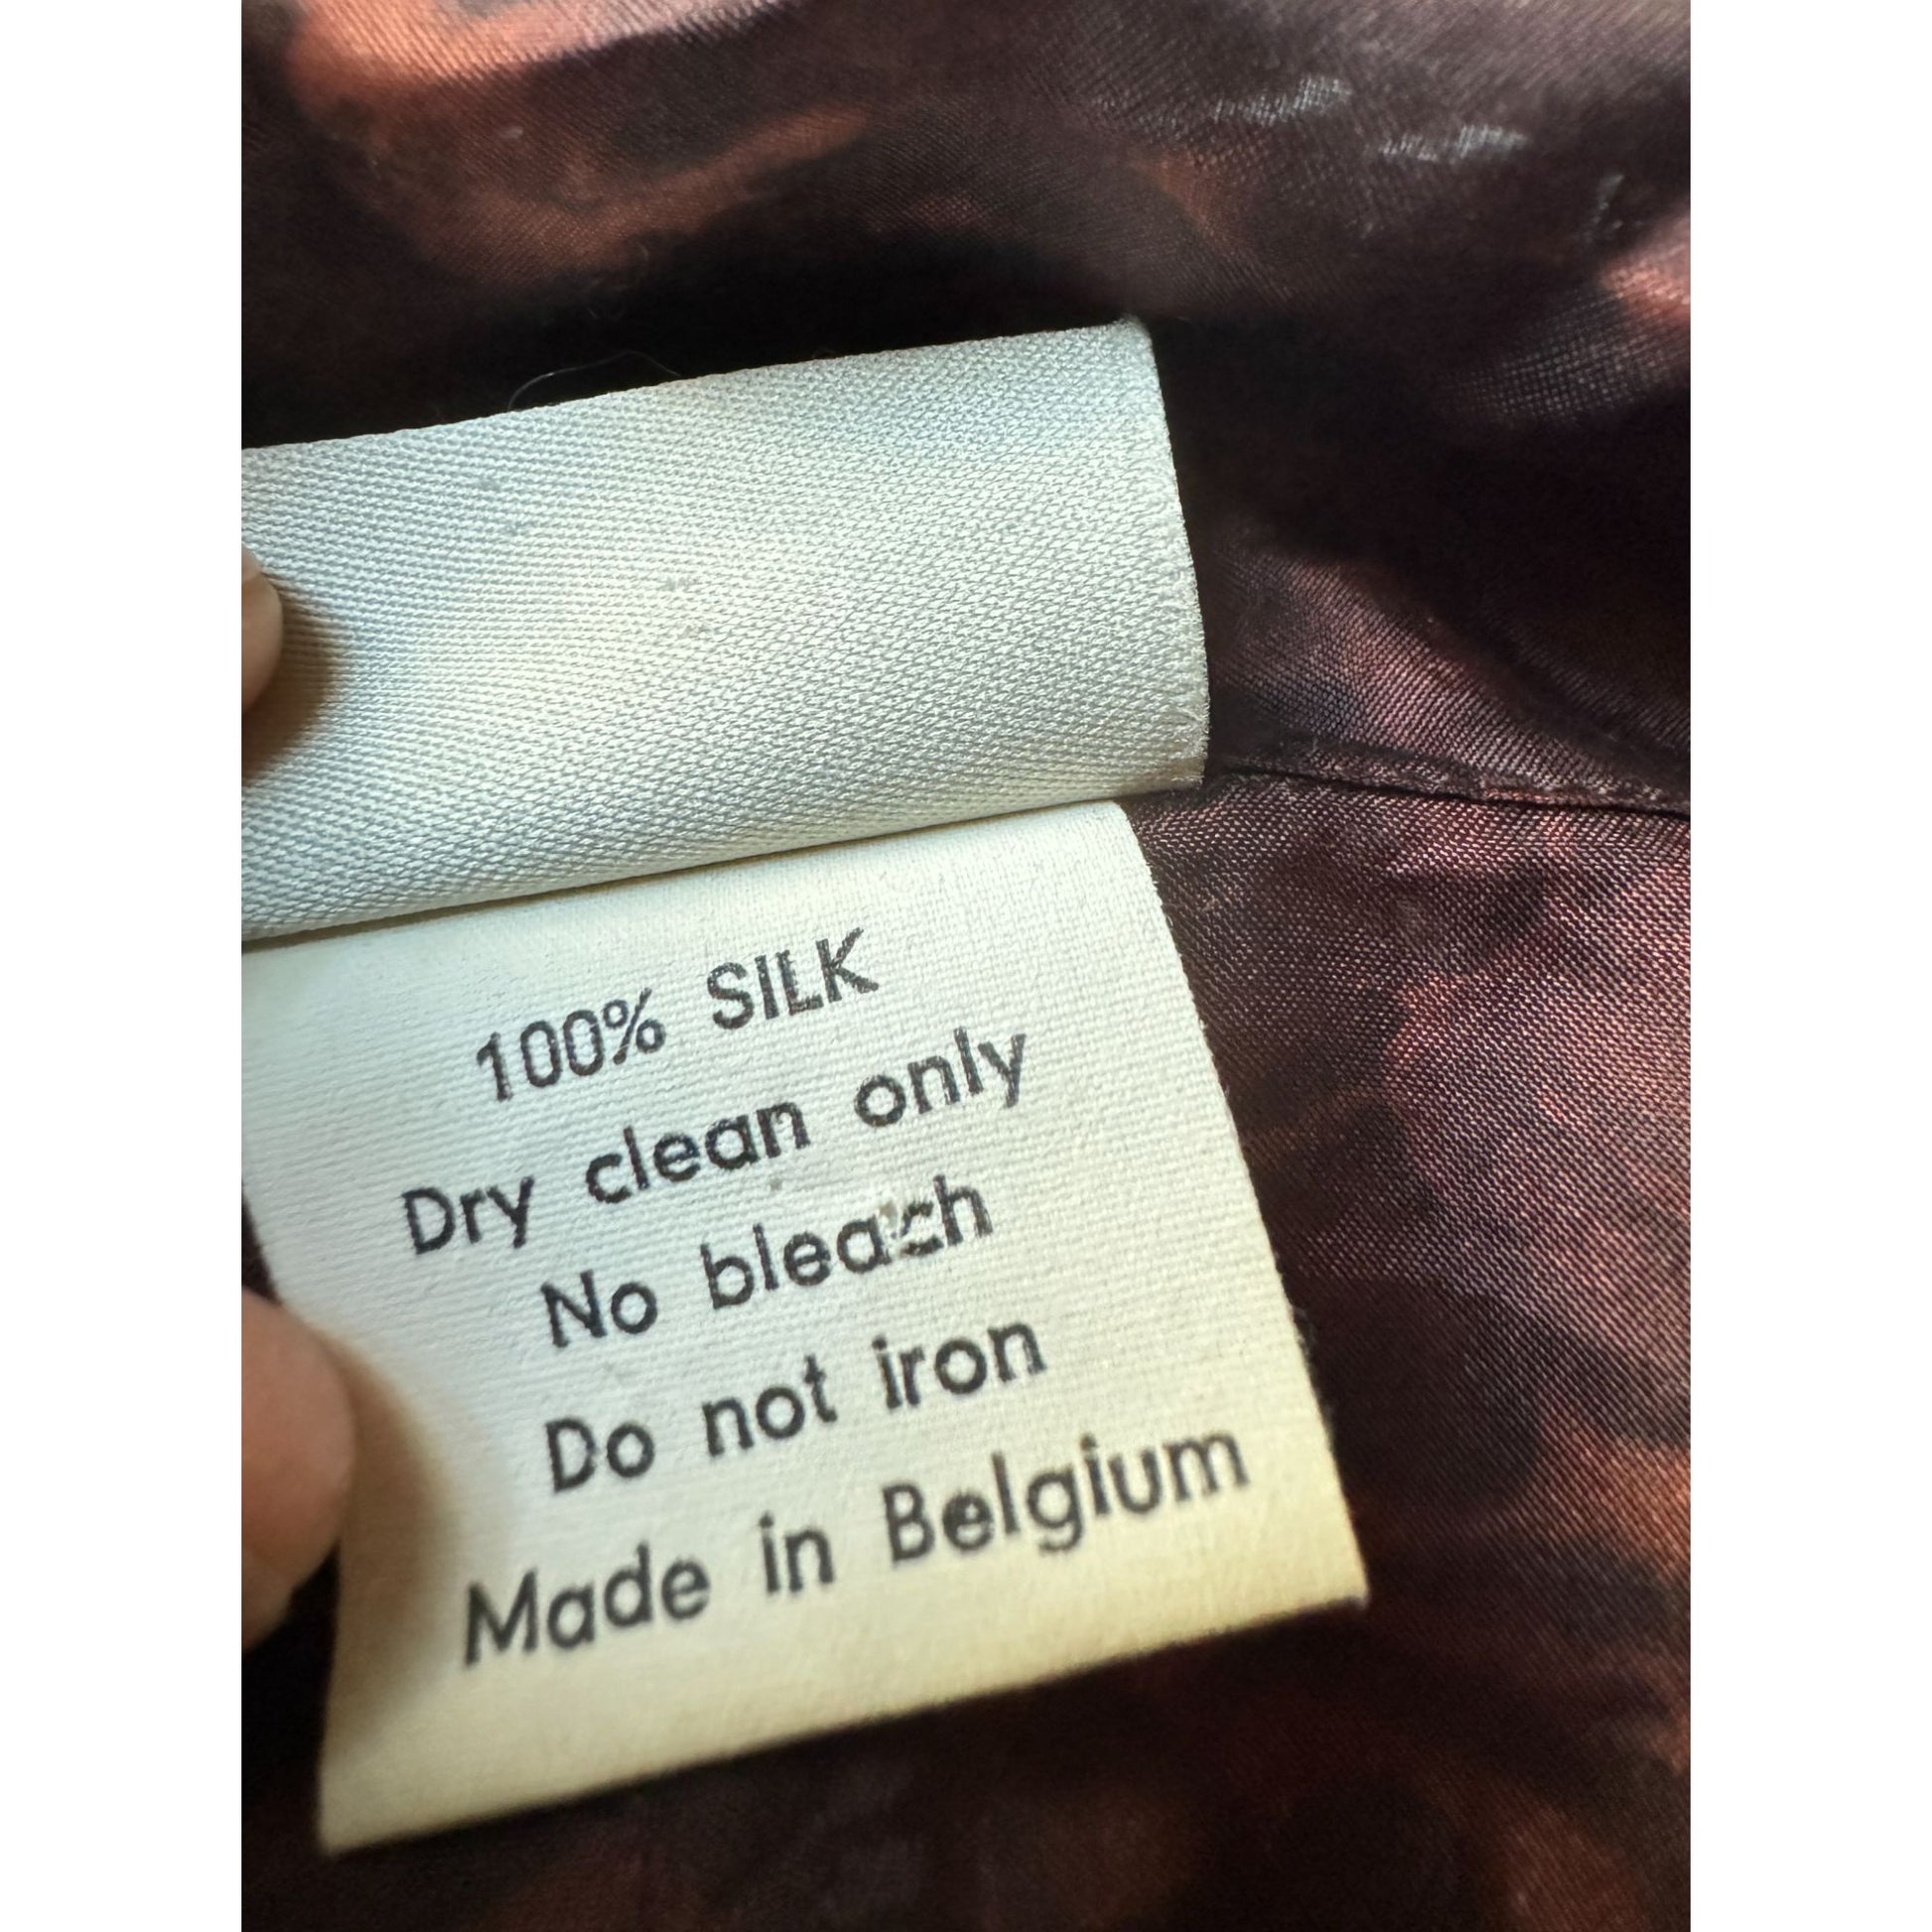 100% SILK
Dry clean only
No bleach
Do not iron
Made in Belgium